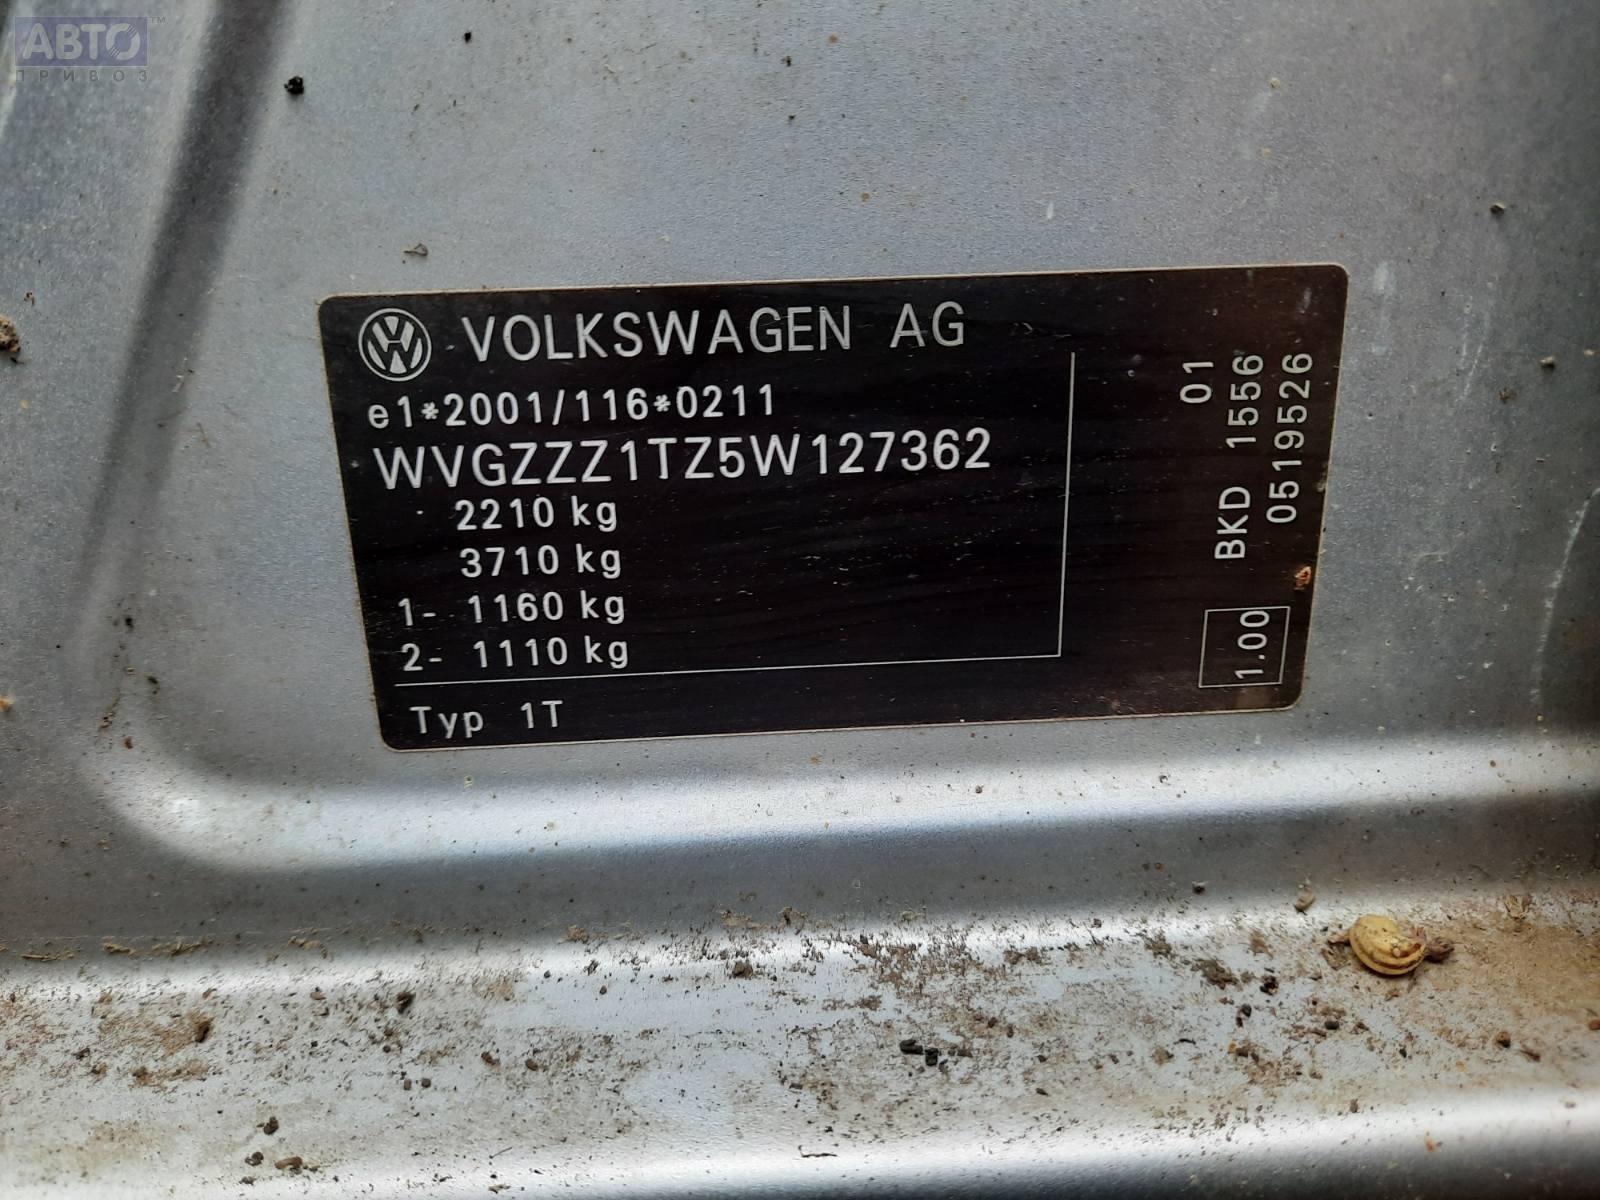 АВТО™
ПРИВОЗ
VOLKSWAGEN AG
e1*2001/116*0211
WVGZZZ1TZ5W127362
2210 kg
3710 kg
1- 1160 kg
2- 1110 kg
Typ 1T
01
BKD 1556
0519526
1.00